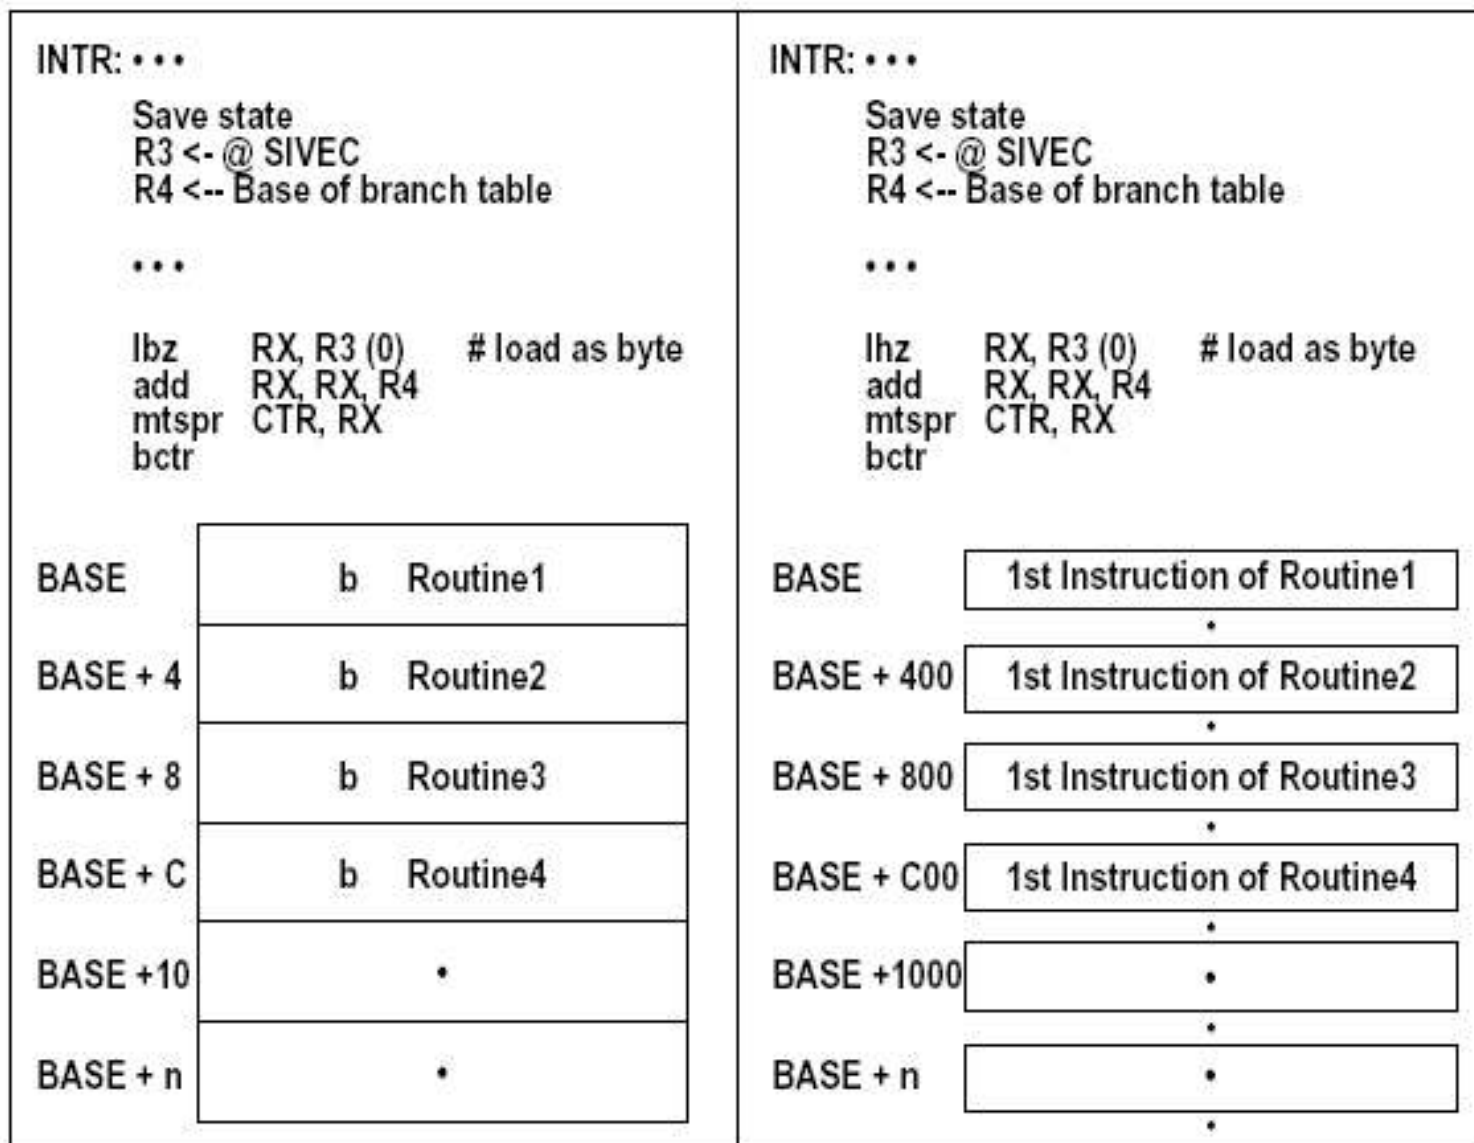 INTR: • • •
Save state
R3 <- @ SIVEC
R4 <-- Base of branch table
• • •
lbz RX, R3 (0) # load as byte
add RX, RX, R4
mtspr CTR, RX
bctr
BASE b Routine1
BASE + 4 b Routine2
BASE + 8 b Routine3
BASE + C b Routine4
BASE +10 •
BASE + n •
INTR: • • •
Save state
R3 <- @ SIVEC
R4 <-- Base of branch table
• • •
lhz RX, R3 (0) # load as byte
add RX, RX, R4
mtspr CTR, RX
bctr
BASE 1st Instruction of Routine1
•
BASE + 400 1st Instruction of Routine2
•
BASE + 800 1st Instruction of Routine3
•
BASE + C00 1st Instruction of Routine4
•
BASE +1000 •
•
BASE + n •
•